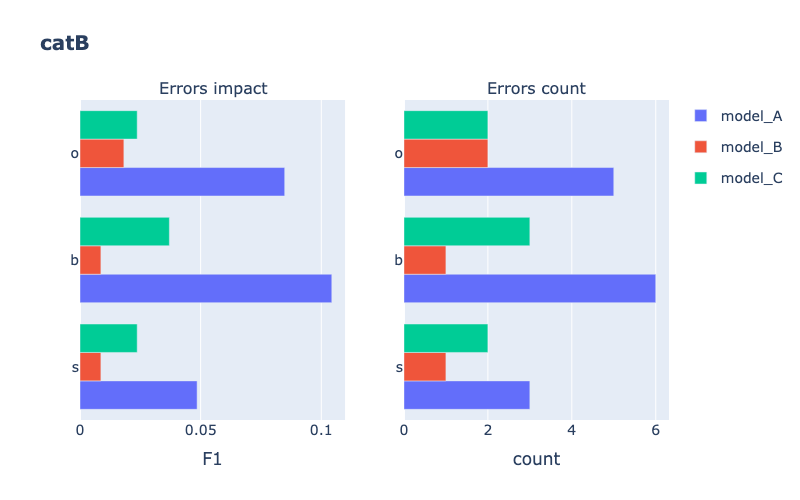 catB
Errors impact
Errors count
model_A
model_B
model_C
o
b
s
o
b
s
0
0.05
0.1
0
2
4
6
F1
count